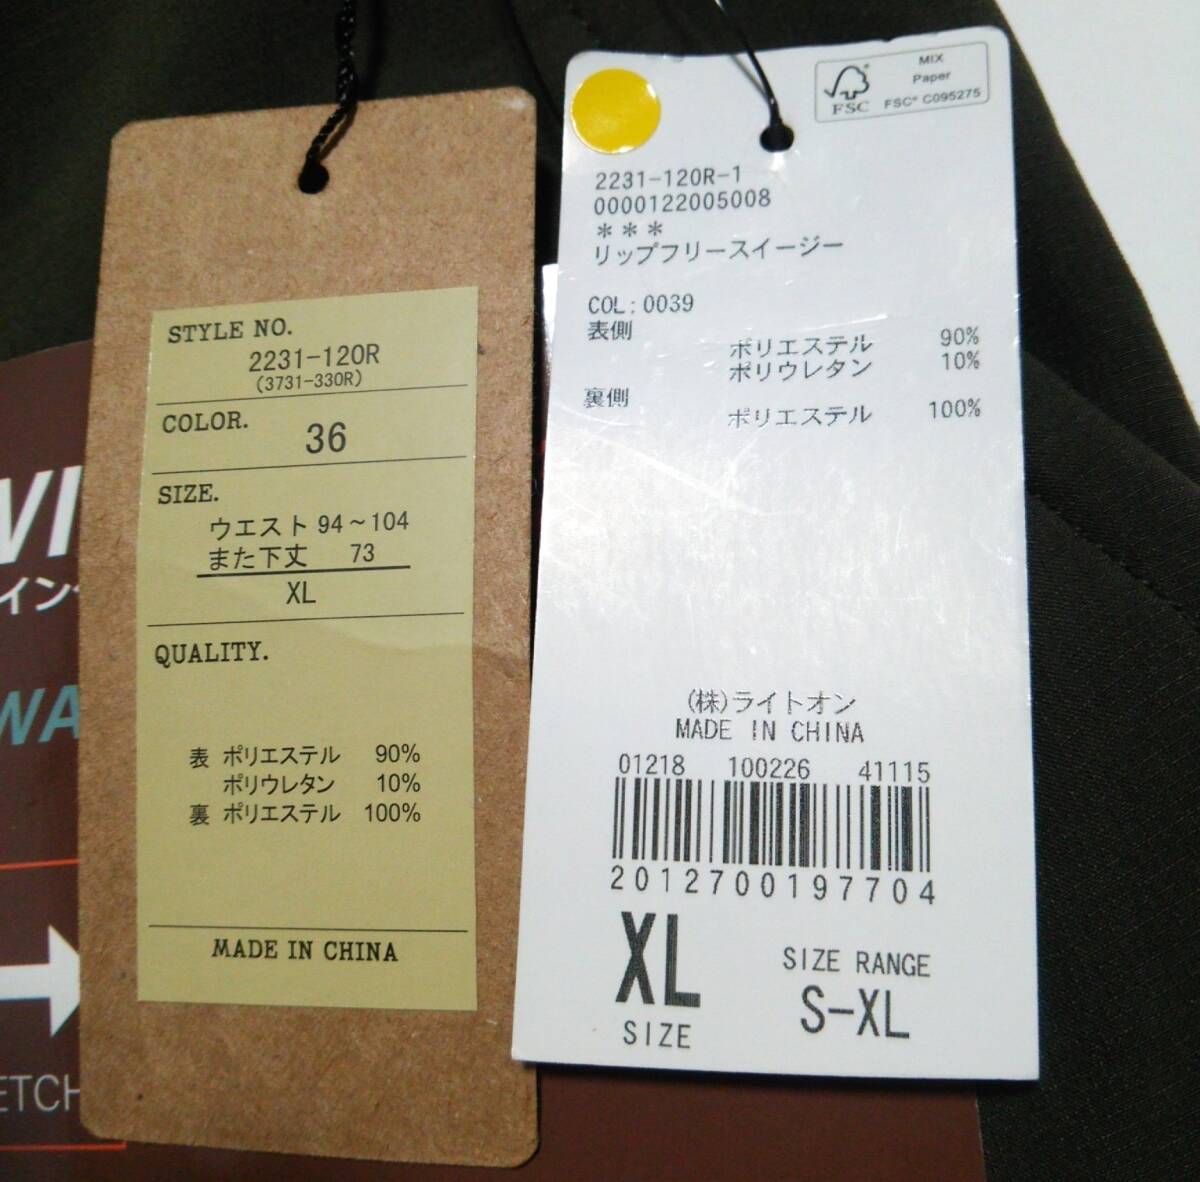 STYLE NO.
2231-120R
(3731-330R)
COLOR.
36
SIZE.
ウエスト 94～104
また下丈 73
XL
QUALITY.
表 ポリエステル 90%
ポリウレタン 10%
裏 ポリエステル 100%
MADE IN CHINA
MIX
Paper
FSC
FSC® C095275
2231-120R-1
0000122005008
＊＊＊
リップフリースイージー
COL:0039
表側
ポリエステル 90%
ポリウレタン 10%
裏側
ポリエステル 100%
(株)ライトオン
MADE IN CHINA
01218 100226 41115
2012700197704
XL
SIZE
SIZE RANGE
S-XL
WA
ETCH